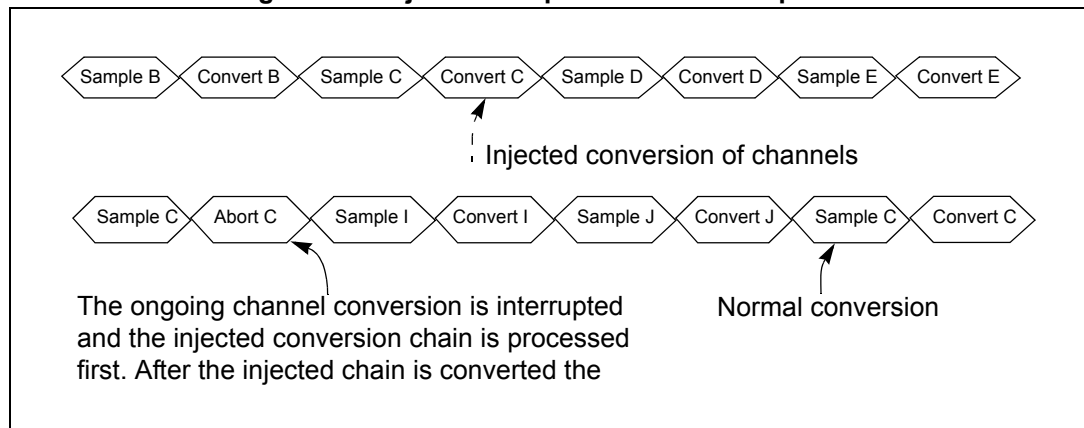 Sample B Convert B Sample C Convert C Sample D Convert D Sample E Convert E
Injected conversion of channels
Sample C Abort C Sample I Convert I Sample J Convert J Sample C Convert C
The ongoing channel conversion is interrupted
and the injected conversion chain is processed
first. After the injected chain is converted the
Normal conversion